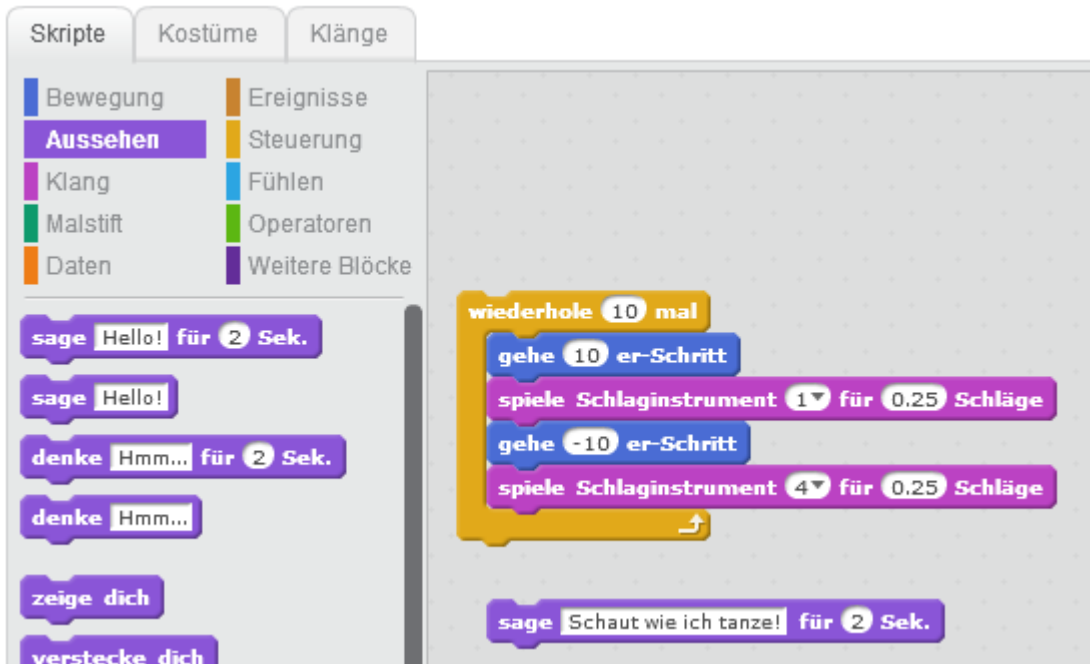 Skripte Kostüme Klänge
Bewegung Ereignisse
Aussehen Steuerung
Klang Fühlen
Malstift Operatoren
Daten Weitere Blöcke
sage Hello! für 2 Sek.
sage Hello!
denke Hmm... für 2 Sek.
denke Hmm...
zeige dich
verstecke dich
wiederhole 10 mal
gehe 10 er-Schritt
spiele Schlaginstrument 1 für 0.25 Schläge
gehe -10 er-Schritt
spiele Schlaginstrument 4 für 0.25 Schläge
sage Schaut wie ich tanze! für 2 Sek.